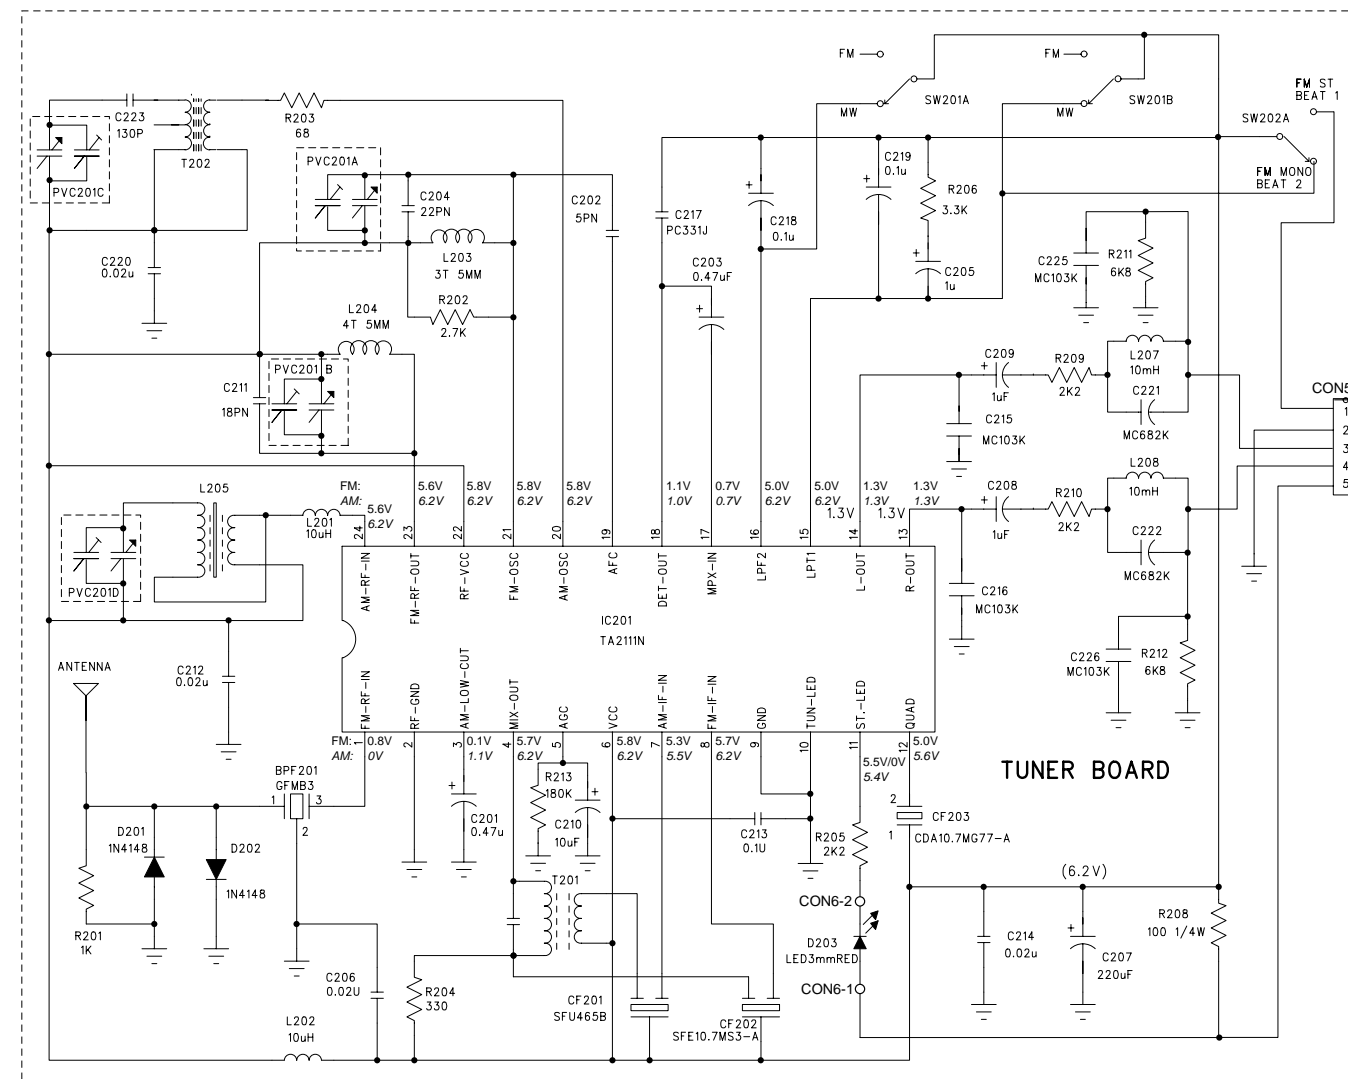 FM
FM
FM ST
BEAT 1
SW201A
SW201B
MW
MW
SW202A
FM MONO
BEAT 2
C223
130P
T202
R203
68
PVC201C
PVC201A
C204
22PN
C202
5PN
C219
0.1u
R206
3.3K
C217
PC331J
C218
0.1u
C220
0.02u
L203
3T 5MM
C203
0.47uF
+
+
+
+
C205
1u
C225
MC103K
R211
6K8
L204
4T 5MM
R202
2.7K
PVC201 B
C211
18PN
C209
+
1uF
R209
2K2
L207
10mH
C221
MC682K
C215
MC103K
CON5
1
2
3
4
5
L208
10mH
C208
+
1uF
R210
2K2
C222
MC682K
L205
L201
10uH
PVC201D
FM: 5.6V 5.8V 5.8V 5.8V 1.1V 0.7V 5.0V 5.0V 1.3V 1.3V
AM: 6.2V 6.2V 6.2V 6.2V 1.0V 0.7V 6.2V 6.2V 1.3V 1.3V
5.6V
6.2V
1.3V 1.3V
24 23 22 21 20 19 18 17 16 15 14 13
AM-RF-IN
FM-RF-OUT
RF-VCC
FM-OSC
AM-OSC
AFC
DET-OUT
MPX-IN
LPF2
LPT1
L-OUT
R-OUT
IC201
TA2111N
C216
MC103K
C226
MC103K
R212
6K8
ANTENNA
C212
0.02u
FM-RF-IN
RF-GND
AM-LOW-CUT
MIX-OUT
AGC
VCC
AM-IF-IN
FM-IF-IN
GND
TUN-LED
ST.-LED
QUAD
1 2 3 4 5 6 7 8 9 10 11 12
FM: 0.8V 0.1V 5.7V 5.8V 5.3V 5.7V 5.0V
AM: 0V 1.1V 6.2V 6.2V 5.5V 6.2V 5.6V
5.5V/0V
5.4V
TUNER BOARD
BPF201
GFMB3
1
3
2
D201
1N4148
D202
1N4148
R201
1K
+
C201
0.47u
R213
180K
+
C210
10uF
C213
0.1U
R205
2K2
2
1
CF203
CDA10.7MG77-A
T201
CON6-2
(6.2V)
D203
LED3mmRED
CON6-1
C214
0.02u
+
C207
220uF
R208
100 1/4W
C206
0.02U
R204
330
CF201
SFU465B
CF202
SFE10.7MS3-A
L202
10uH